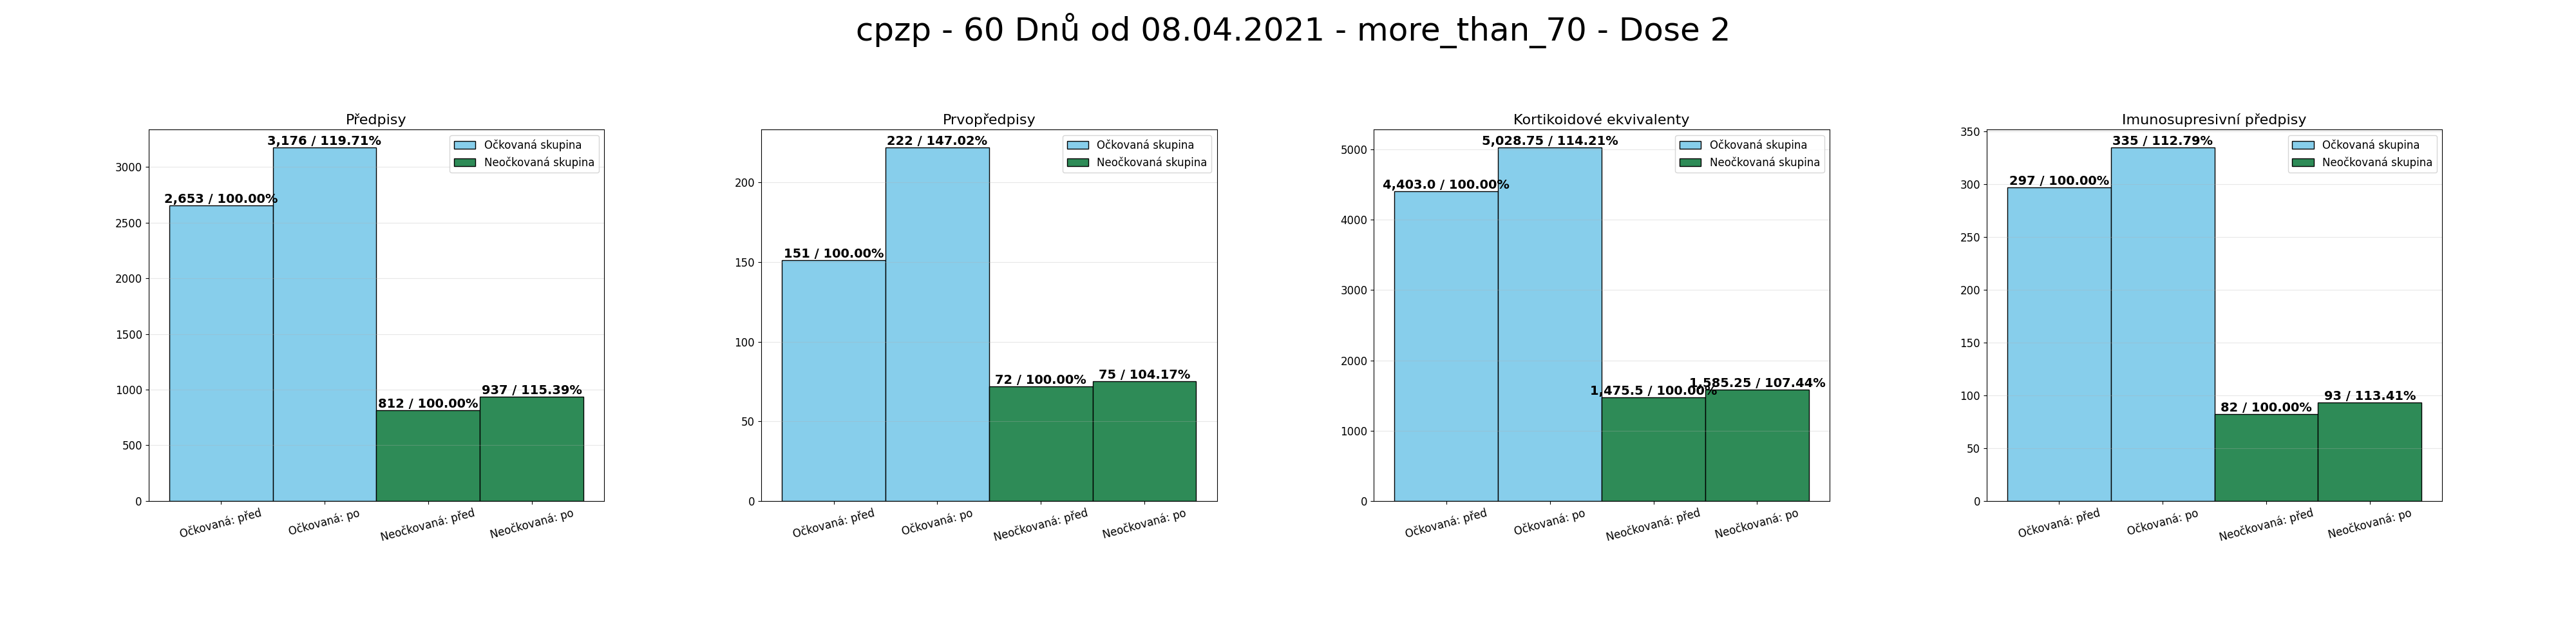 cpzp - 60 Dnů od 08.04.2021 - more_than_70 - Dose 2
Předpisy
3,176 / 119.71%
2,653 / 100.00%
937 / 115.39%
812 / 100.00%
Očkovaná skupina
Neočkovaná skupina
3000
2500
2000
1500
1000
500
0
Očkovaná: před
Očkovaná: po
Neočkovaná: před
Neočkovaná: po
Prvopředpisy
222 / 147.02%
151 / 100.00%
75 / 104.17%
72 / 100.00%
Očkovaná skupina
Neočkovaná skupina
200
150
100
50
0
Očkovaná: před
Očkovaná: po
Neočkovaná: před
Neočkovaná: po
Kortikoidové ekvivalenty
5,028.75 / 114.21%
4,403.0 / 100.00%
1,585.25 / 107.44%
1,475.5 / 100.00%
Očkovaná skupina
Neočkovaná skupina
5000
4000
3000
2000
1000
0
Očkovaná: před
Očkovaná: po
Neočkovaná: před
Neočkovaná: po
Imunosupresivní předpisy
335 / 112.79%
297 / 100.00%
93 / 113.41%
82 / 100.00%
Očkovaná skupina
Neočkovaná skupina
350
300
250
200
150
100
50
0
Očkovaná: před
Očkovaná: po
Neočkovaná: před
Neočkovaná: po